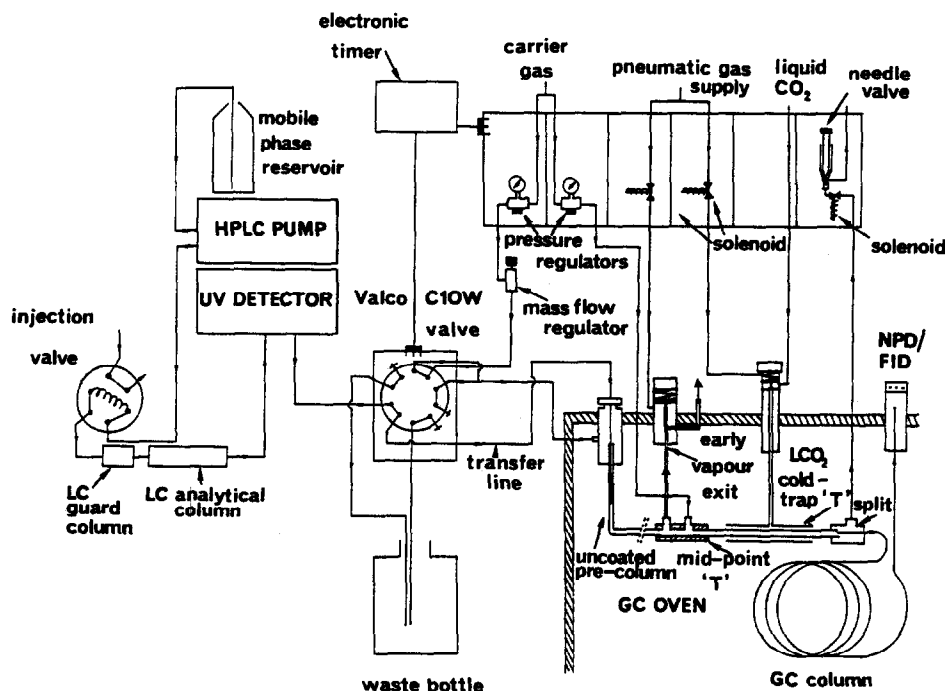 electronic
timer
carrier
gas
pneumatic gas
supply
liquid
CO₂
needle
valve
mobile
phase
reservoir
HPLC PUMP
UV DETECTOR
injection
valve
Valco C10W
valve
pressure
regulators
mass flow
regulator
solenoid
solenoid
NPD/
FID
LC
guard
column
LC analytical
column
transfer
line
early
vapour
exit
LCO₂
cold-
trap 'T'
split
uncoated
pre-column
mid-point
'T'
GC OVEN
GC column
waste bottle